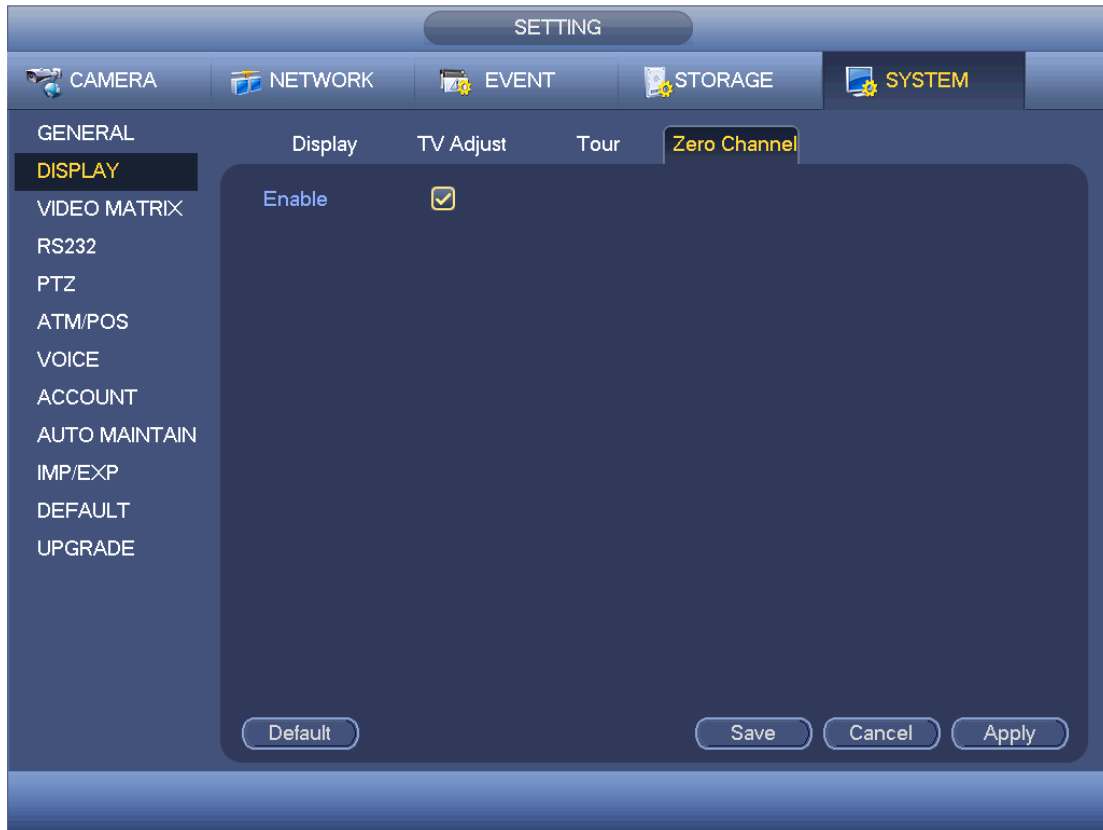 SETTING
CAMERA NETWORK EVENT STORAGE SYSTEM
GENERAL
DISPLAY
VIDEO MATRIX
RS232
PTZ
ATM/POS
VOICE
ACCOUNT
AUTO MAINTAIN
IMP/EXP
DEFAULT
UPGRADE
Display TV Adjust Tour Zero Channel
Enable
Default Save Cancel Apply